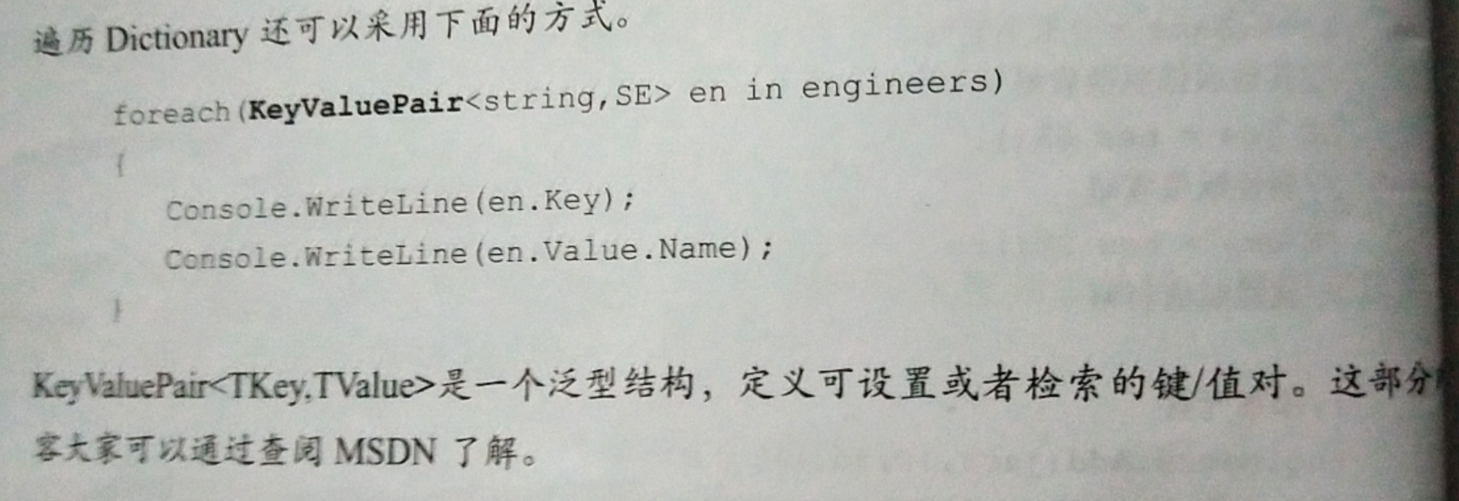 遍历 Dictionary 还可以采用下面的方式。
foreach(KeyValuePair<string,SE> en in engineers)
{
Console.WriteLine(en.Key);
Console.WriteLine(en.Value.Name);
}
KeyValuePair<TKey,TValue>是一个泛型结构，定义可设置或者检索的键/值对。这部分
容大家可以通过查阅 MSDN 了解。